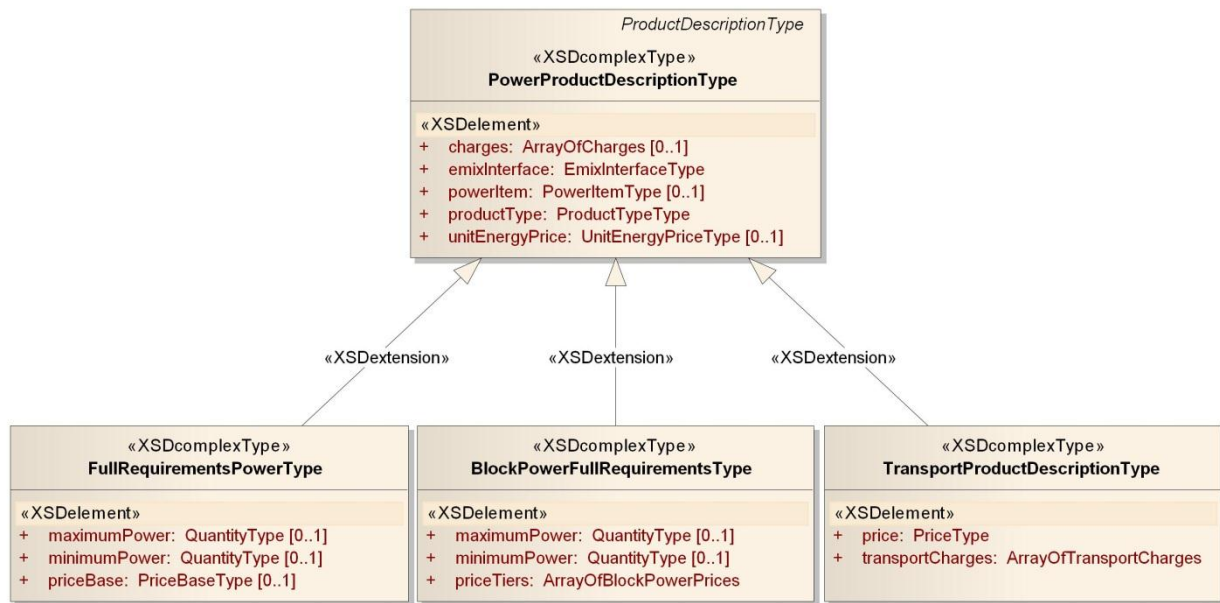 ProductDescriptionType
«XSDcomplexType»
PowerProductDescriptionType
«XSDelement»
+ charges: ArrayOfCharges [0..1]
+ emixInterface: EmixInterfaceType
+ powerItem: PowerItemType [0..1]
+ productType: ProductTypeType
+ unitEnergyPrice: UnitEnergyPriceType [0..1]
«XSDextension»
«XSDextension»
«XSDextension»
«XSDcomplexType»
FullRequirementsPowerType
«XSDelement»
+ maximumPower: QuantityType [0..1]
+ minimumPower: QuantityType [0..1]
+ priceBase: PriceBaseType [0..1]
«XSDcomplexType»
BlockPowerFullRequirementsType
«XSDelement»
+ maximumPower: QuantityType [0..1]
+ minimumPower: QuantityType [0..1]
+ priceTiers: ArrayOfBlockPowerPrices
«XSDcomplexType»
TransportProductDescriptionType
«XSDelement»
+ price: PriceType
+ transportCharges: ArrayOfTransportCharges